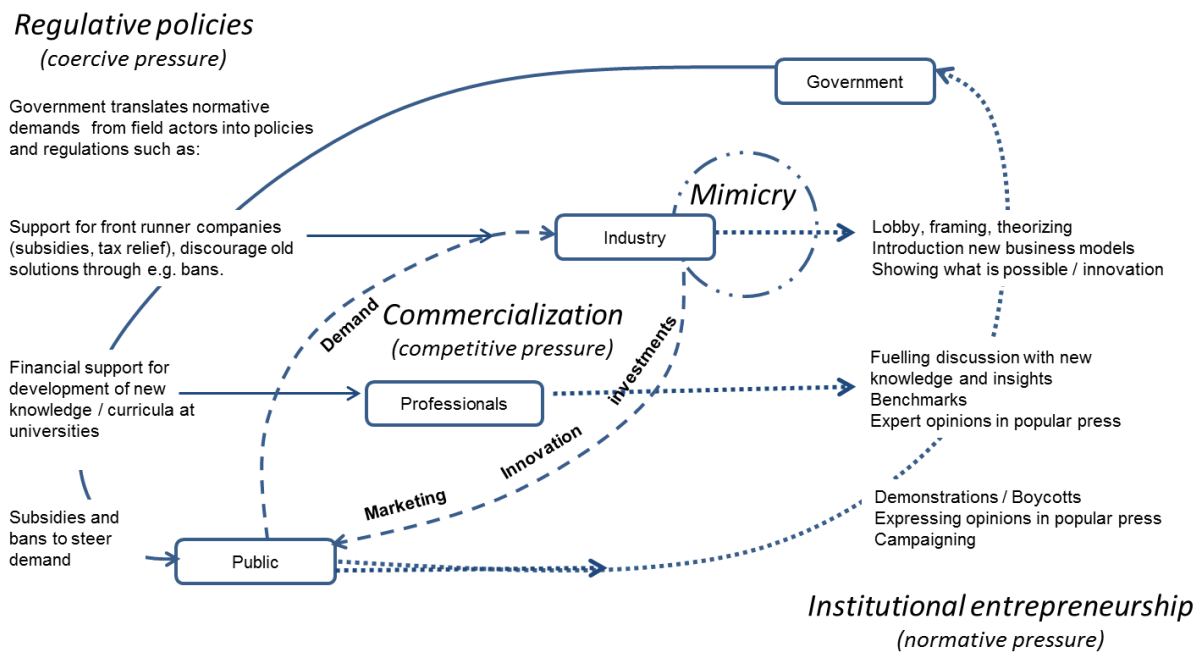 Regulative policies
(coercive pressure)
Government translates normative
demands from field actors into policies
and regulations such as:
Support for front runner companies
(subsidies, tax relief), discourage old
solutions through e.g. bans.
Financial support for
development of new
knowledge / curricula at
universities
Subsidies and
bans to steer
demand
Government
Mimicry
Industry
Demand
Commercialization
(competitive pressure)
investments
Professionals
Innovation
Marketing
Public
Lobby, framing, theorizing
Introduction new business models
Showing what is possible / innovation
Fuelling discussion with new
knowledge and insights
Benchmarks
Expert opinions in popular press
Demonstrations / Boycotts
Expressing opinions in popular press
Campaigning
Institutional entrepreneurship
(normative pressure)